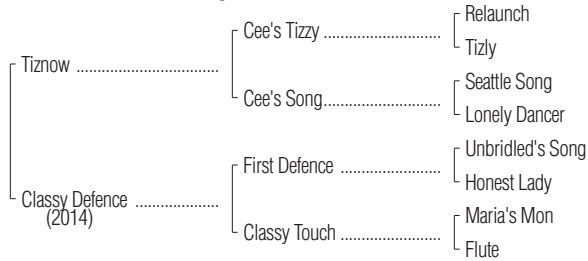 Relaunch
Cee's Tizzy ..............................
Tizly
Tiznow ....................................
Seattle Song
Cee's Song..............................
Lonely Dancer
Unbridled's Song
First Defence ..........................
Honest Lady
Classy Defence .....................
(2014)
Maria's Mon
Classy Touch .........................
Flute